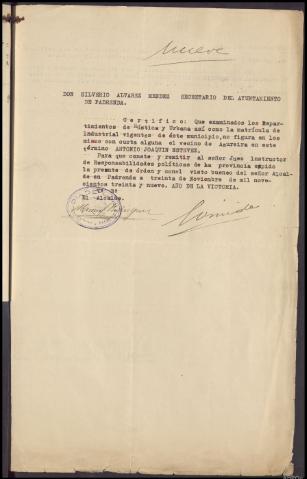 nueve
DON SILVERIO ALVAREZ MENDEZ SECRETARIO DEL AYUNTAMIENTO
DE PADRENDA.
Certifico: Que examinados los Repar-
timientos de Rústica y Urbana así como la matrícula de
Industrial vigentes de éste municipio, no figura en los
mismos con cuota alguna el vecino de Agureira en este
término ANTONIO JOAQUIN ESTEVEZ.
Para que conste y remitir al señor Juez Instructor
de Responsabilidades políticas de la provincia expido
la presente de órden y con el visto bueno del señor Alcal-
de en Padrenda a treinta de Noviembre de mil nove-
cientos treinta y nueve. AÑO DE LA VICTORIA.
El Alcalde.